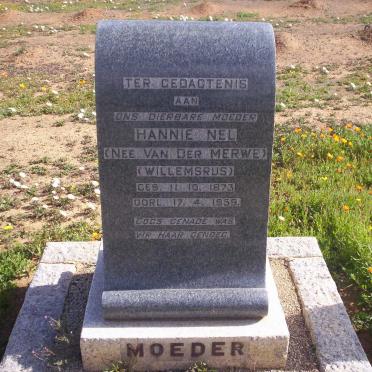 TER GEDAGTENIS
AAN
ONS DIERBARE MOEDER
HANNIE NEL
(NEE VAN DER MERWE)
(WILLEMSRUS)
GEB. 11. 10. 1873
OORL. 17. 4. 1959.
GODS GENADE WAS
VIR HAAR GENOEG.
MOEDER